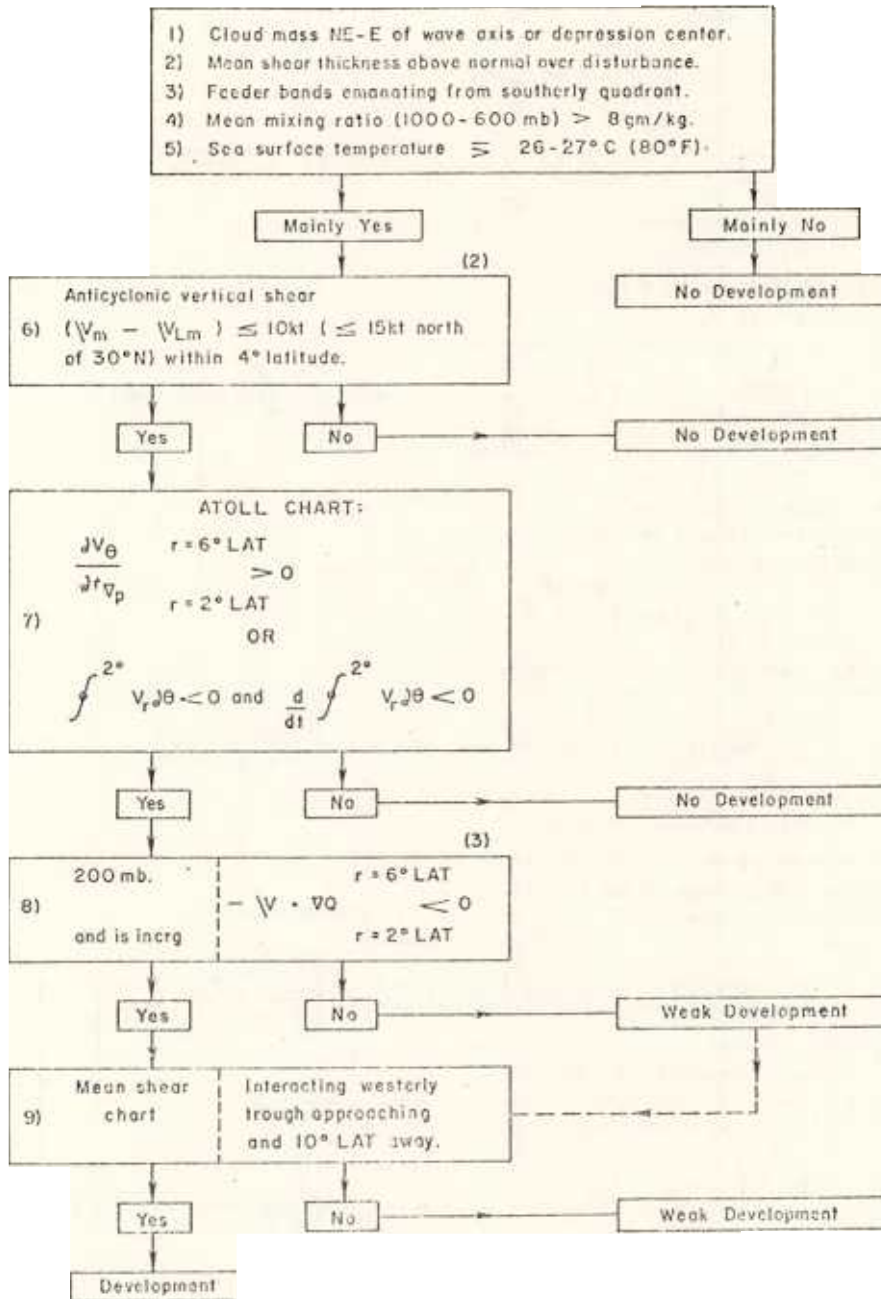 1) Cloud mass NE-E of wave axis or depression center.
2) Mean shear thickness above normal over disturbance.
3) Feeder bands emanating from southerly quadrant.
4) Mean mixing ratio (1000-600 mb) > 8 gm/kg.
5) Sea surface temperature ≧ 26-27°C (80°F).
Mainly Yes
Mainly No
(2)
No Development
Anticyclonic vertical shear
6) (\V_m - \V_Lm) ≤ 10kt (≤ 15kt north
of 30°N) within 4° latitude.
Yes
No
No Development
ATOLL CHART:
7)
∂V_θ / ∂t_∇p
r = 6° LAT
> 0
r = 2° LAT
OR
∮^2° V_r ∂θ < 0 and d/dt ∮^2° V_r ∂θ < 0
Yes
No
No Development
(3)
8) 200 mb.
and is incrg
- \V • ∇Q
r = 6° LAT
< 0
r = 2° LAT
Yes
No
Weak Development
9) Mean shear
chart
Interacting westerly
trough approaching
and 10° LAT away.
Yes
No
Weak Development
Development